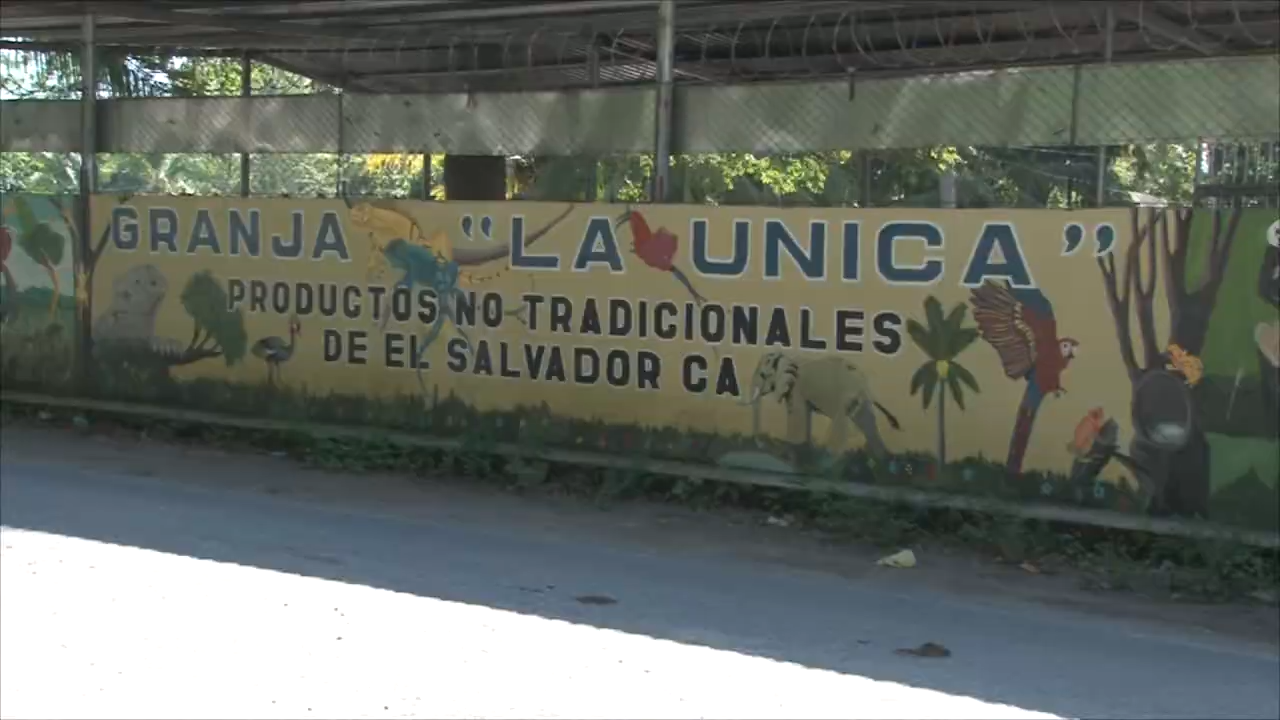 GRANJA "LA UNICA"
PRODUCTOS NO TRADICIONALES
DE EL SALVADOR CA